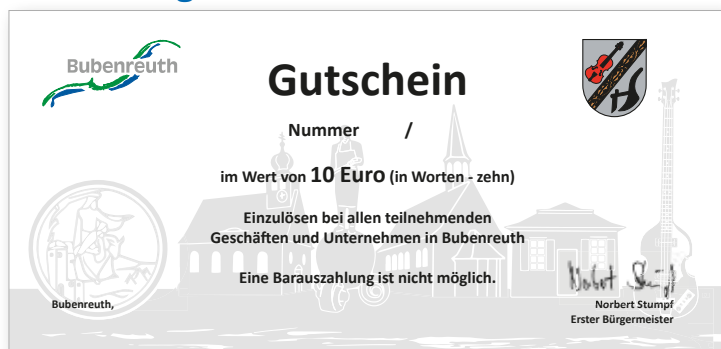 Bubenreuth
Gutschein
Nummer /
im Wert von 10 Euro (in Worten - zehn)
Einzulösen bei allen teilnehmenden
Geschäften und Unternehmen in Bubenreuth
Eine Barauszahlung ist nicht möglich.
Bubenreuth,
Norbert Stumpf
Erster Bürgermeister